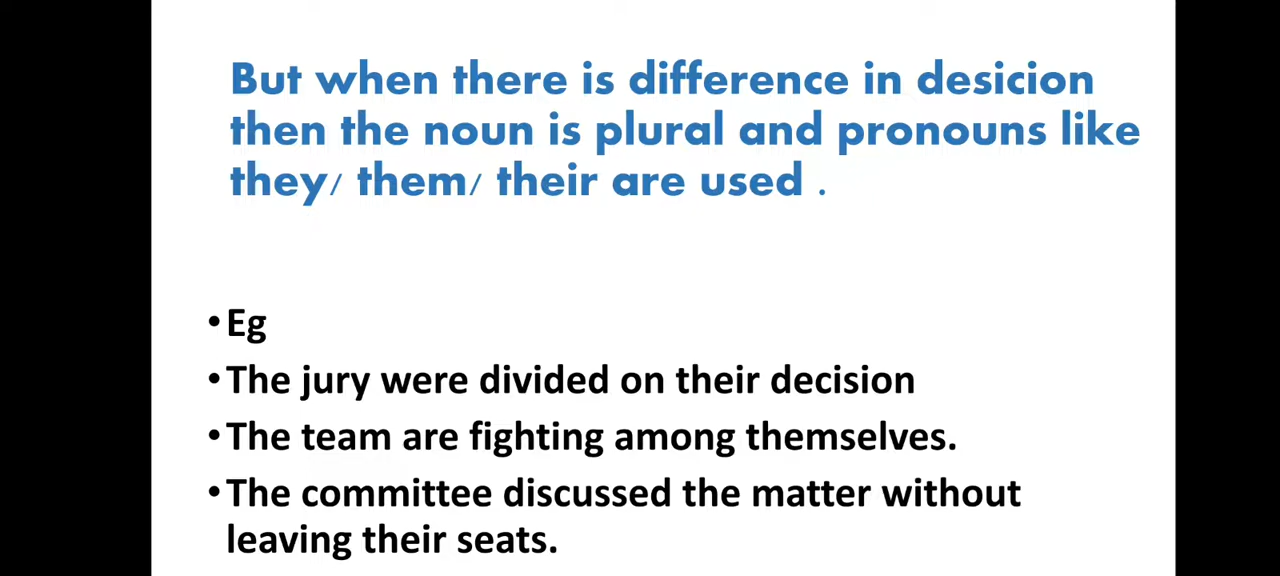 But when there is difference in desicion
then the noun is plural and pronouns like
they/ them/ their are used .
•Eg
•The jury were divided on their decision
•The team are fighting among themselves.
•The committee discussed the matter without
leaving their seats.